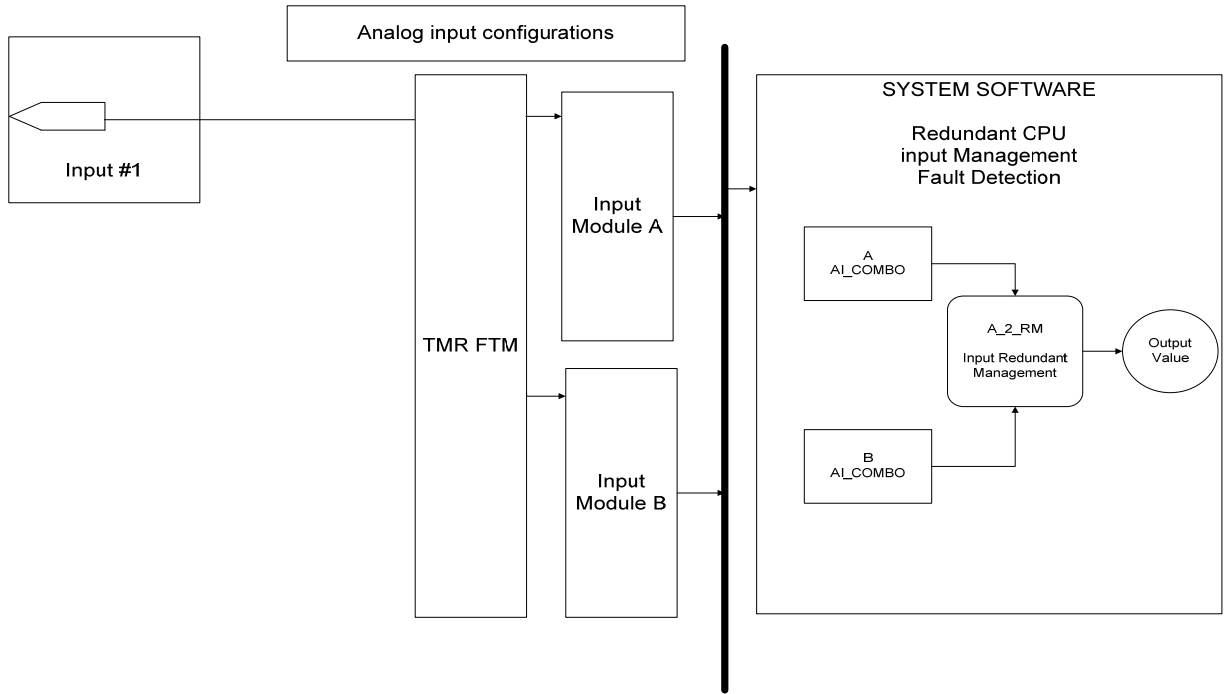 Analog input configurations
Input #1
TMR FTM
Input
Module A
Input
Module B
SYSTEM SOFTWARE
Redundant CPU
input Management
Fault Detection
A
AI_COMBO
A_2_RM
Input Redundant
Management
Output
Value
B
AI_COMBO